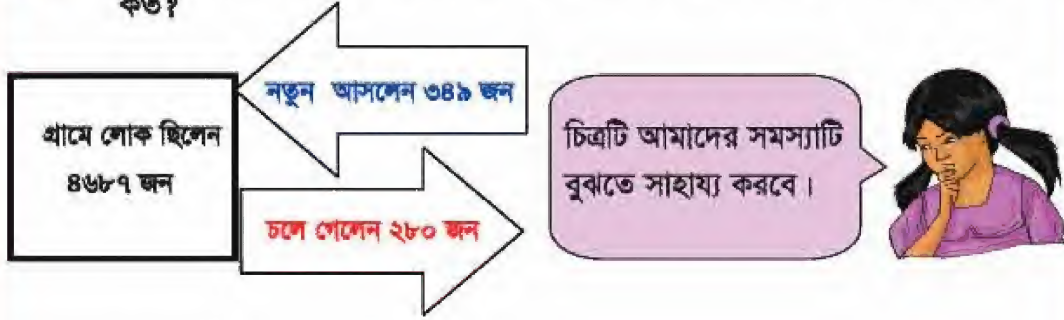 কত?
নতুন আসলেন ৩৪৯ জন
গ্রামে লোক ছিলেন
৪৬৮৭ জন
চলে গেলেন ২৮০ জন
চিত্রটি আমাদের সমস্যাটি
বুঝতে সাহায্য করবে।